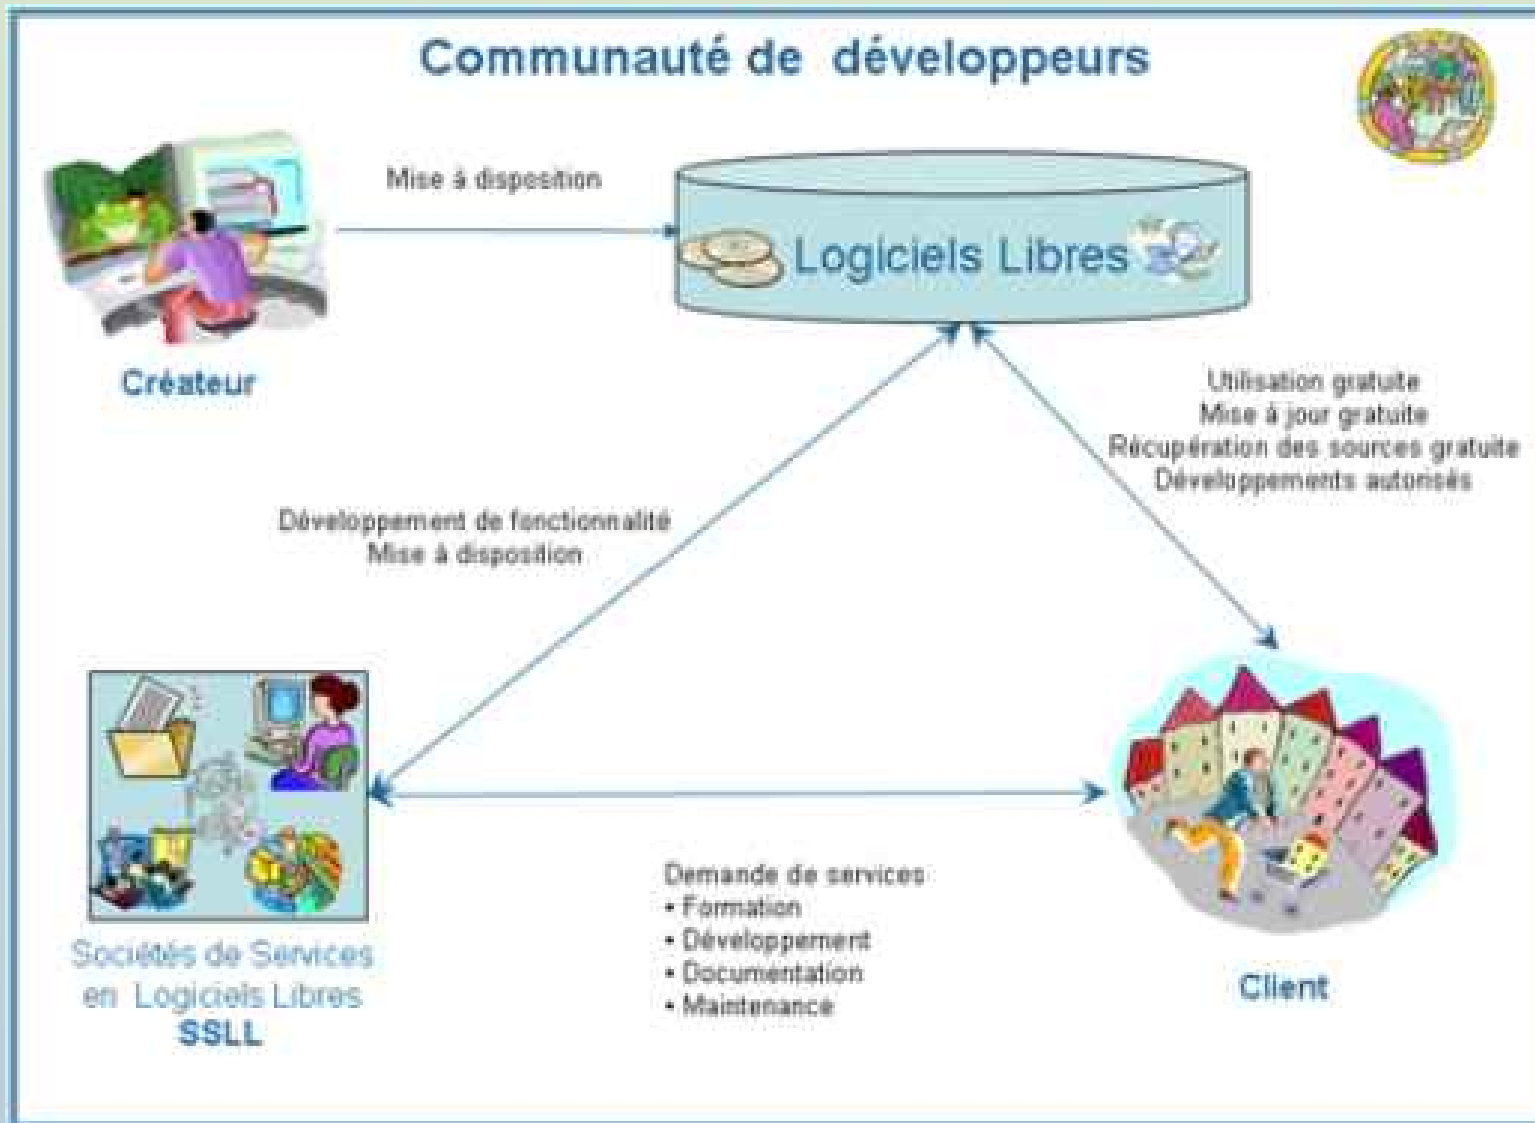 Communauté de développeurs
Mise à disposition
Logiciels Libres
Créateur
Utilisation gratuite
Mise à jour gratuite
Récupération des sources gratuite
Développements autorisés
Développement de fonctionnalité
Mise à disposition
Demande de services
• Formation
• Développement
• Documentation
• Maintenance
Sociétés de Services
en Logiciels Libres
SSLL
Client